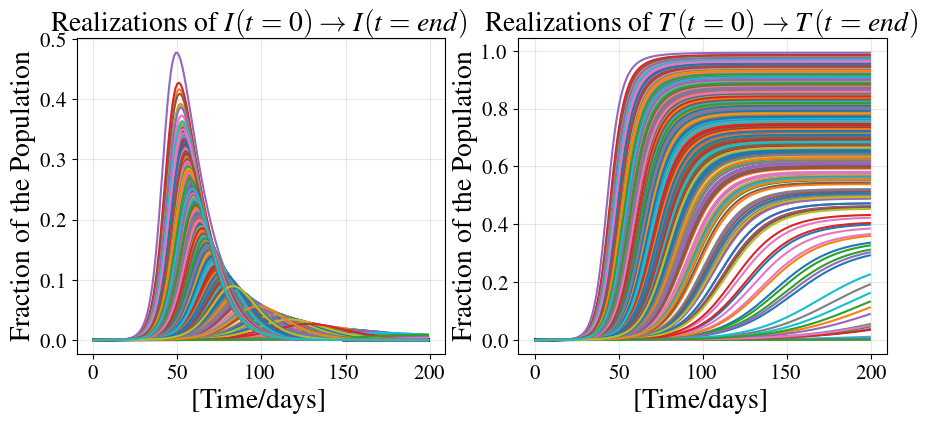 Realizations of I(t = 0) → I(t = end)
Fraction of the Population
0.5
0.4
0.3
0.2
0.1
0.0
0 50 100 150 200
[Time/days]
Realizations of T(t = 0) → T(t = end)
Fraction of the Population
1.0
0.8
0.6
0.4
0.2
0.0
0 50 100 150 200
[Time/days]